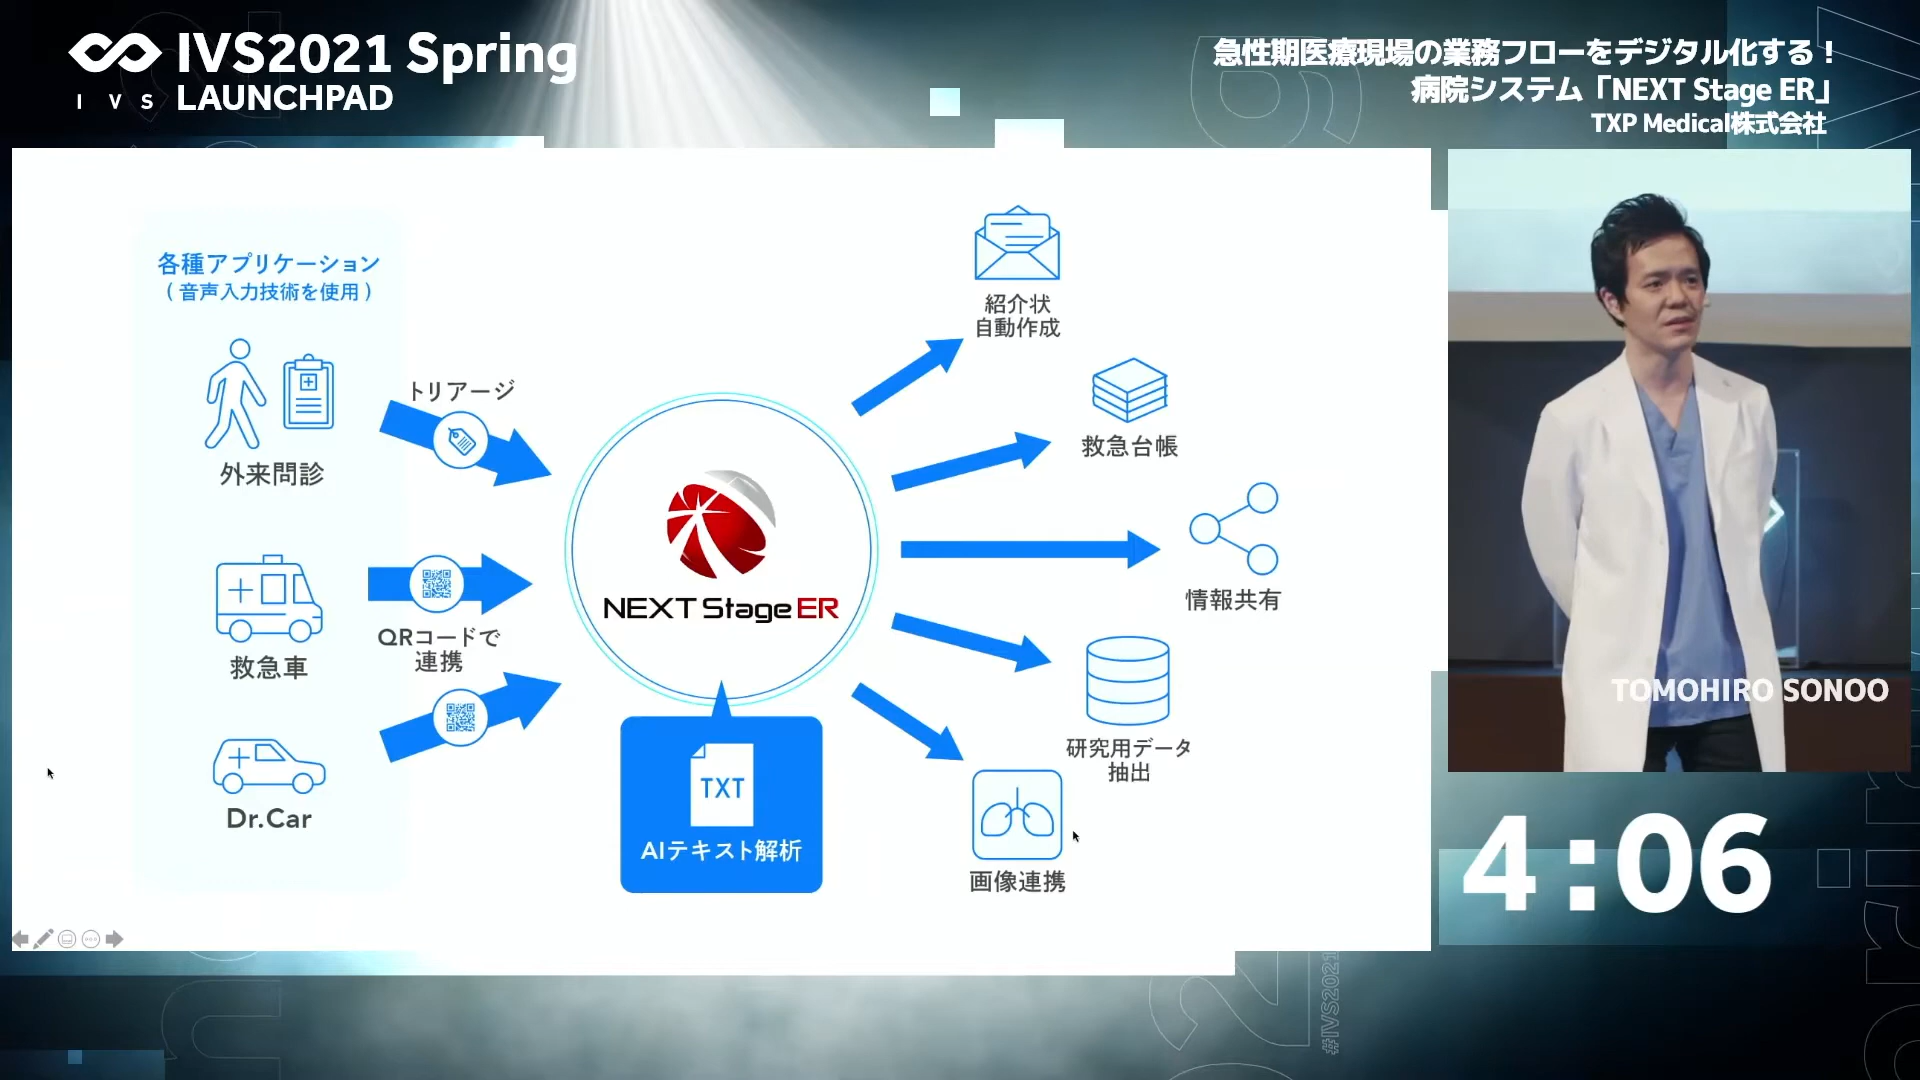 IVS2021 Spring
IVS LAUNCHPAD
急性期医療現場の業務フローをデジタル化する！
病院システム「NEXT Stage ER」
TXP Medical株式会社
各種アプリケーション
（音声入力技術を使用）
外来問診
救急車
Dr.Car
トリアージ
QRコードで
連携
NEXT Stage ER
TXT
AIテキスト解析
紹介状
自動作成
救急台帳
情報共有
研究用データ
抽出
画像連携
TOMOHIRO SONOO
4:06
#IVS2021